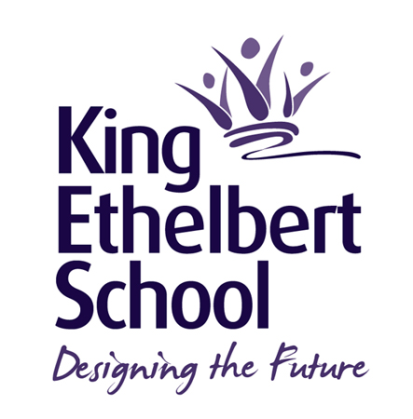 King
Ethelbert
School
Designing the Future